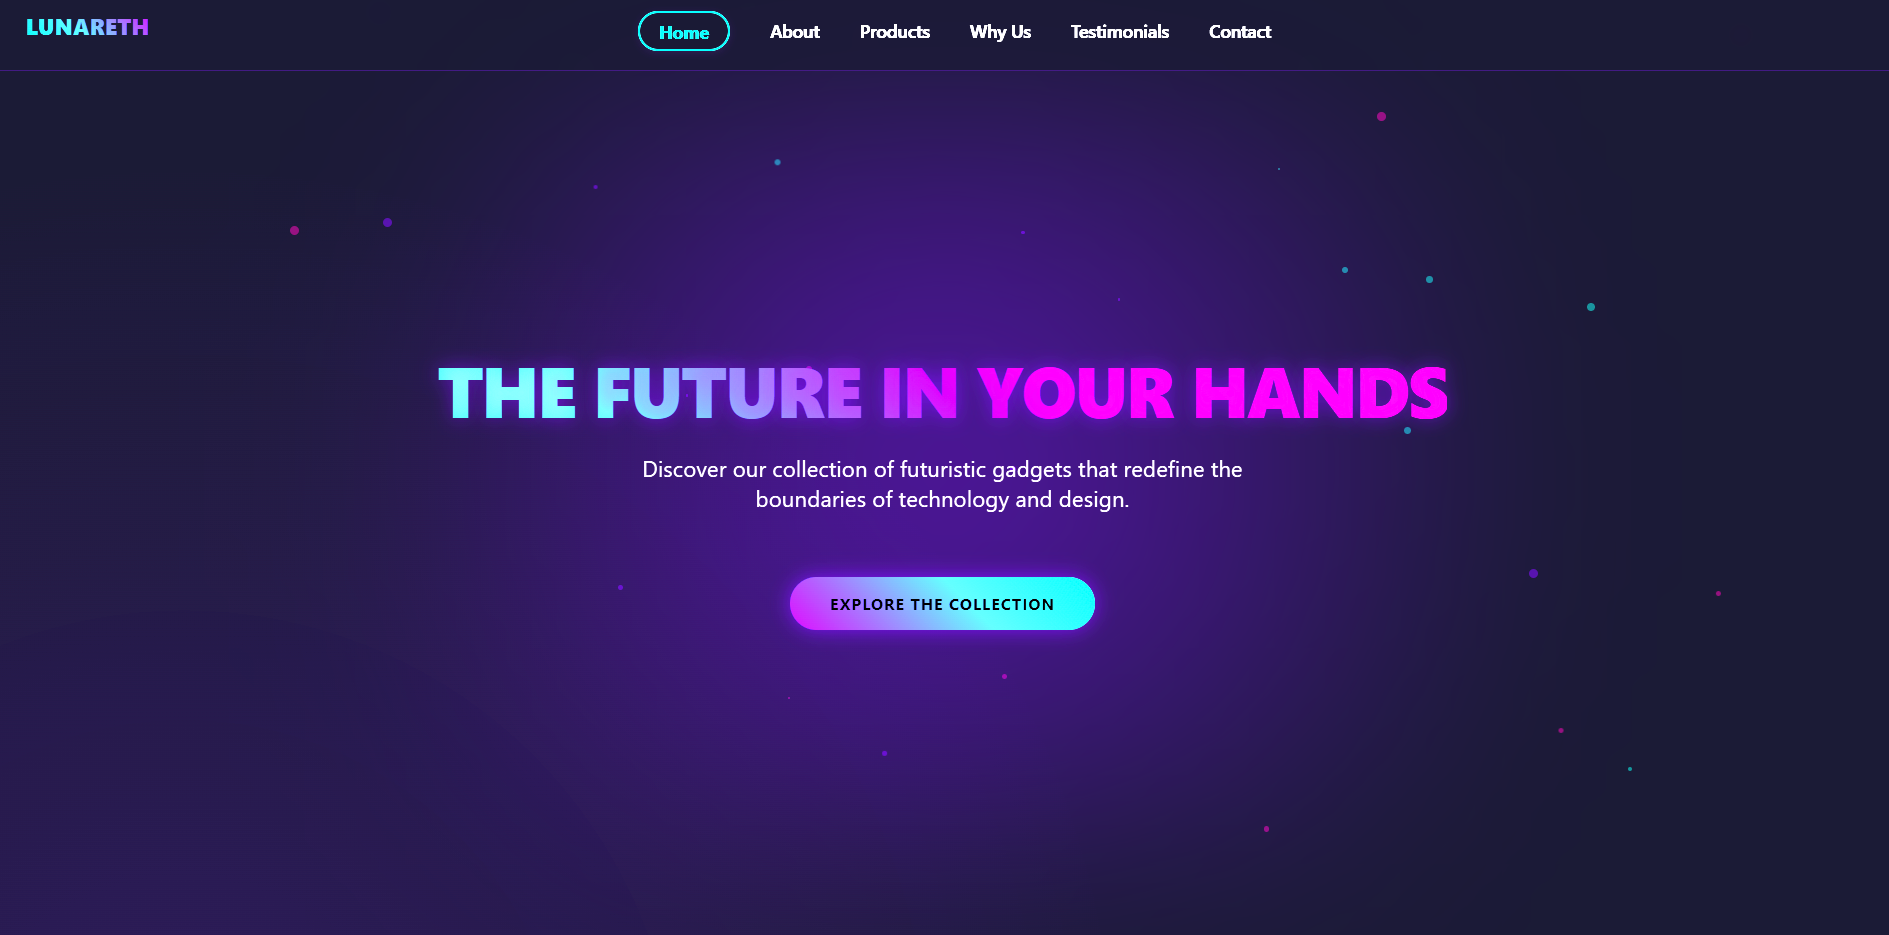 LUNARETH
Home About Products Why Us Testimonials Contact
THE FUTURE IN YOUR HANDS
Discover our collection of futuristic gadgets that redefine the
boundaries of technology and design.
EXPLORE THE COLLECTION